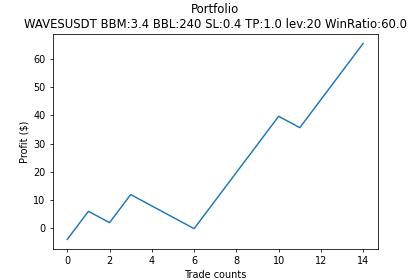 Portfolio
WAVESUSDT BBM:3.4 BBL:240 SL:0.4 TP:1.0 lev:20 WinRatio:60.0
Profit ($)
60
50
40
30
20
10
0
0 2 4 6 8 10 12 14
Trade counts